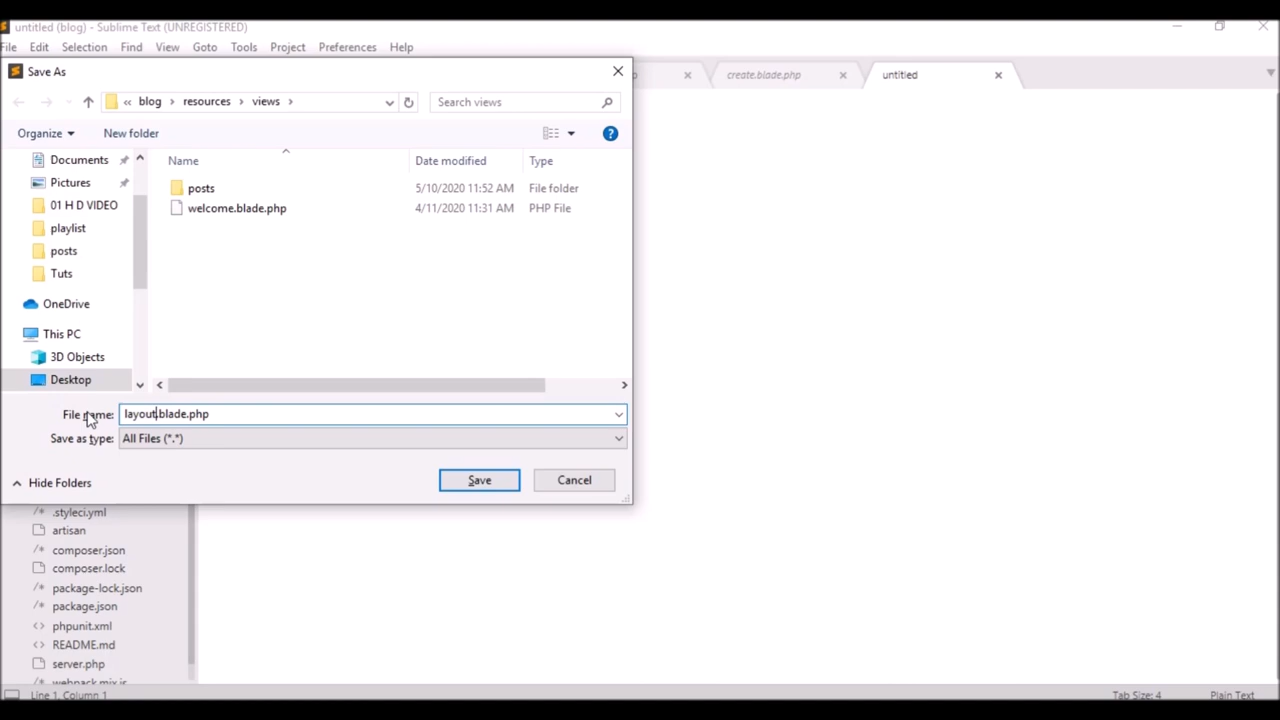 untitled (blog) - Sublime Text (UNREGISTERED)
File Edit Selection Find View Goto Tools Project Preferences Help
Save As
create.blade.php
untitled
« blog > resources > views >
Search views
Organize
New folder
Name Date modified Type
Documents
Pictures
01 H D VIDEO
playlist
posts
Tuts
OneDrive
This PC
3D Objects
Desktop
posts 5/10/2020 11:52 AM File folder
welcome.blade.php 4/11/2020 11:31 AM PHP File
File name: layout.blade.php
Save as type: All Files (*.*)
Hide Folders
Save
Cancel
.styleci.yml
artisan
/* composer.json
composer.lock
/* package-lock.json
/* package.json
<> phpunit.xml
<> README.md
/* server.php
/* webpack.mix.js
Line 1, Column 1
Tab Size: 4
Plain Text